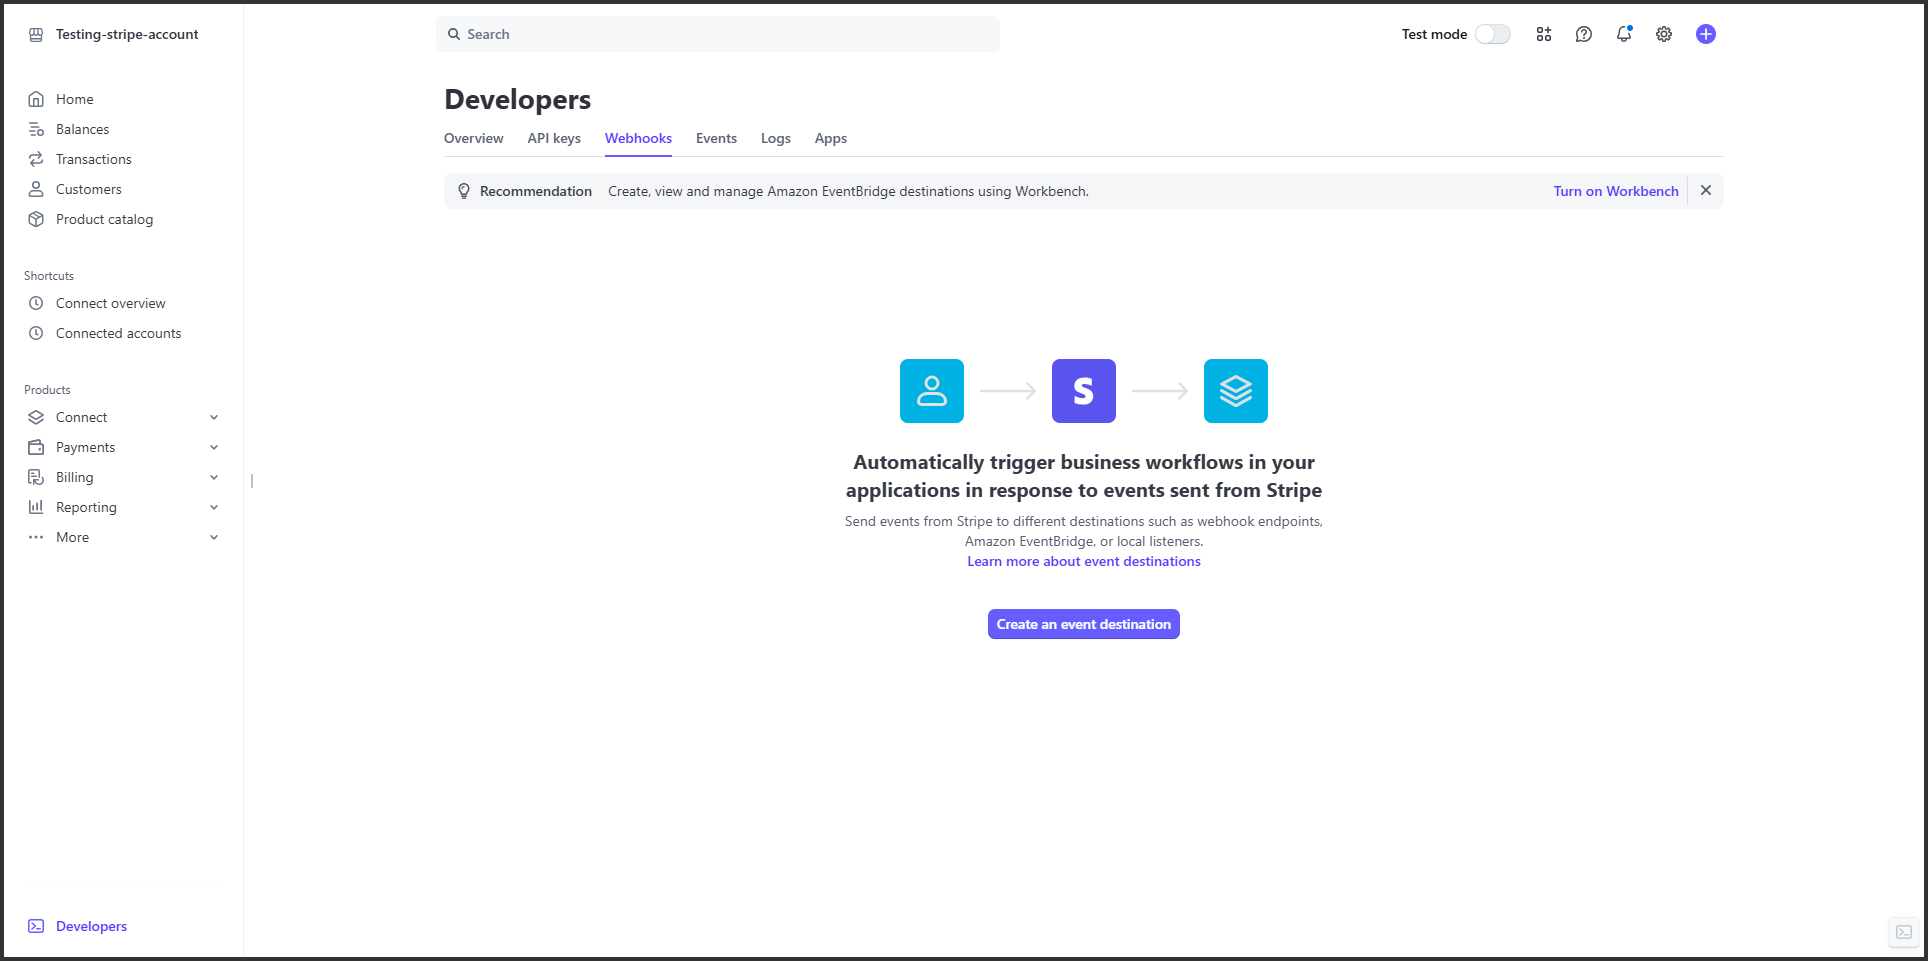 Testing-stripe-account
Home
Balances
Transactions
Customers
Product catalog
Shortcuts
Connect overview
Connected accounts
Products
Connect
Payments
Billing
Reporting
More
Developers
Search
Test mode
Developers
Overview API keys Webhooks Events Logs Apps
Recommendation Create, view and manage Amazon EventBridge destinations using Workbench. Turn on Workbench
S
Automatically trigger business workflows in your
applications in response to events sent from Stripe
Send events from Stripe to different destinations such as webhook endpoints,
Amazon EventBridge, or local listeners.
Learn more about event destinations
Create an event destination